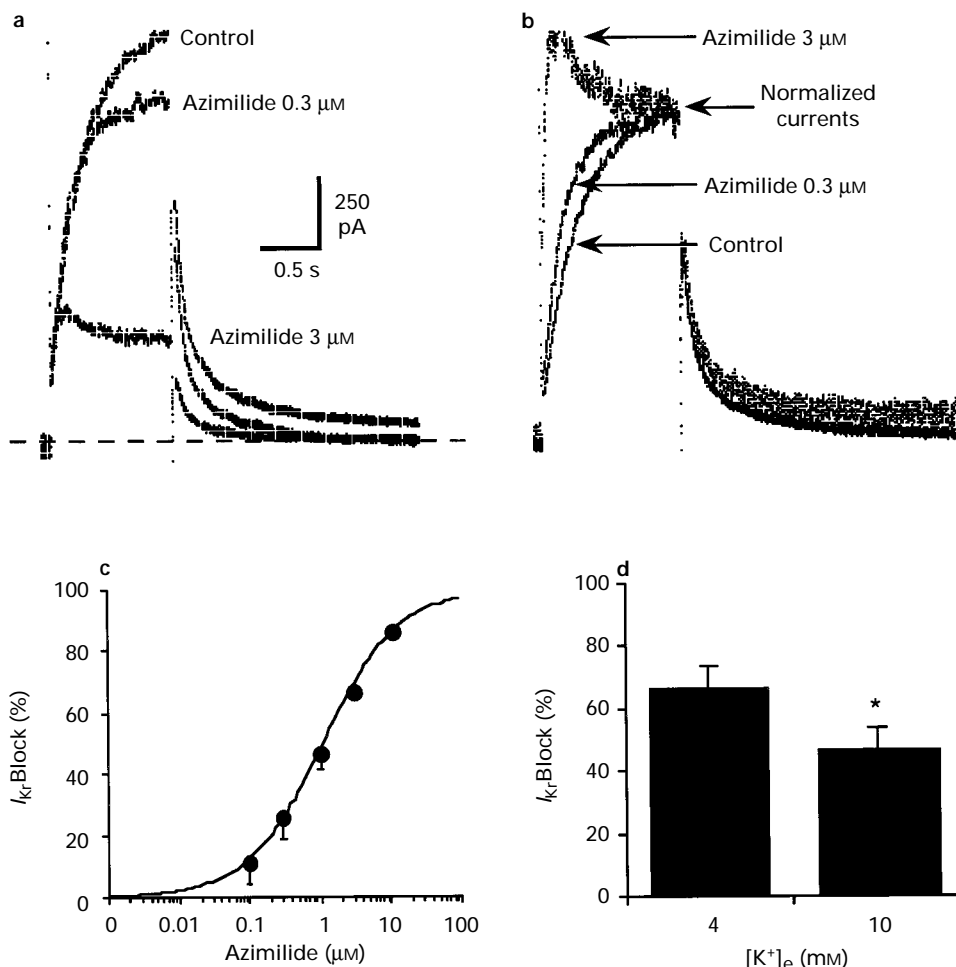 a
Control
Azimilide 0.3 μM
250
pA
0.5 s
Azimilide 3 μM
b
Azimilide 3 μM
Normalized
currents
Azimilide 0.3 μM
Control
c
100
80
60
40
20
0
I_Kr Block (%)
0 0.01 0.1 1 10 100
Azimilide (μM)
d
100
80
60
40
20
0
I_Kr Block (%)
*
4 10
[K⁺]e (mM)